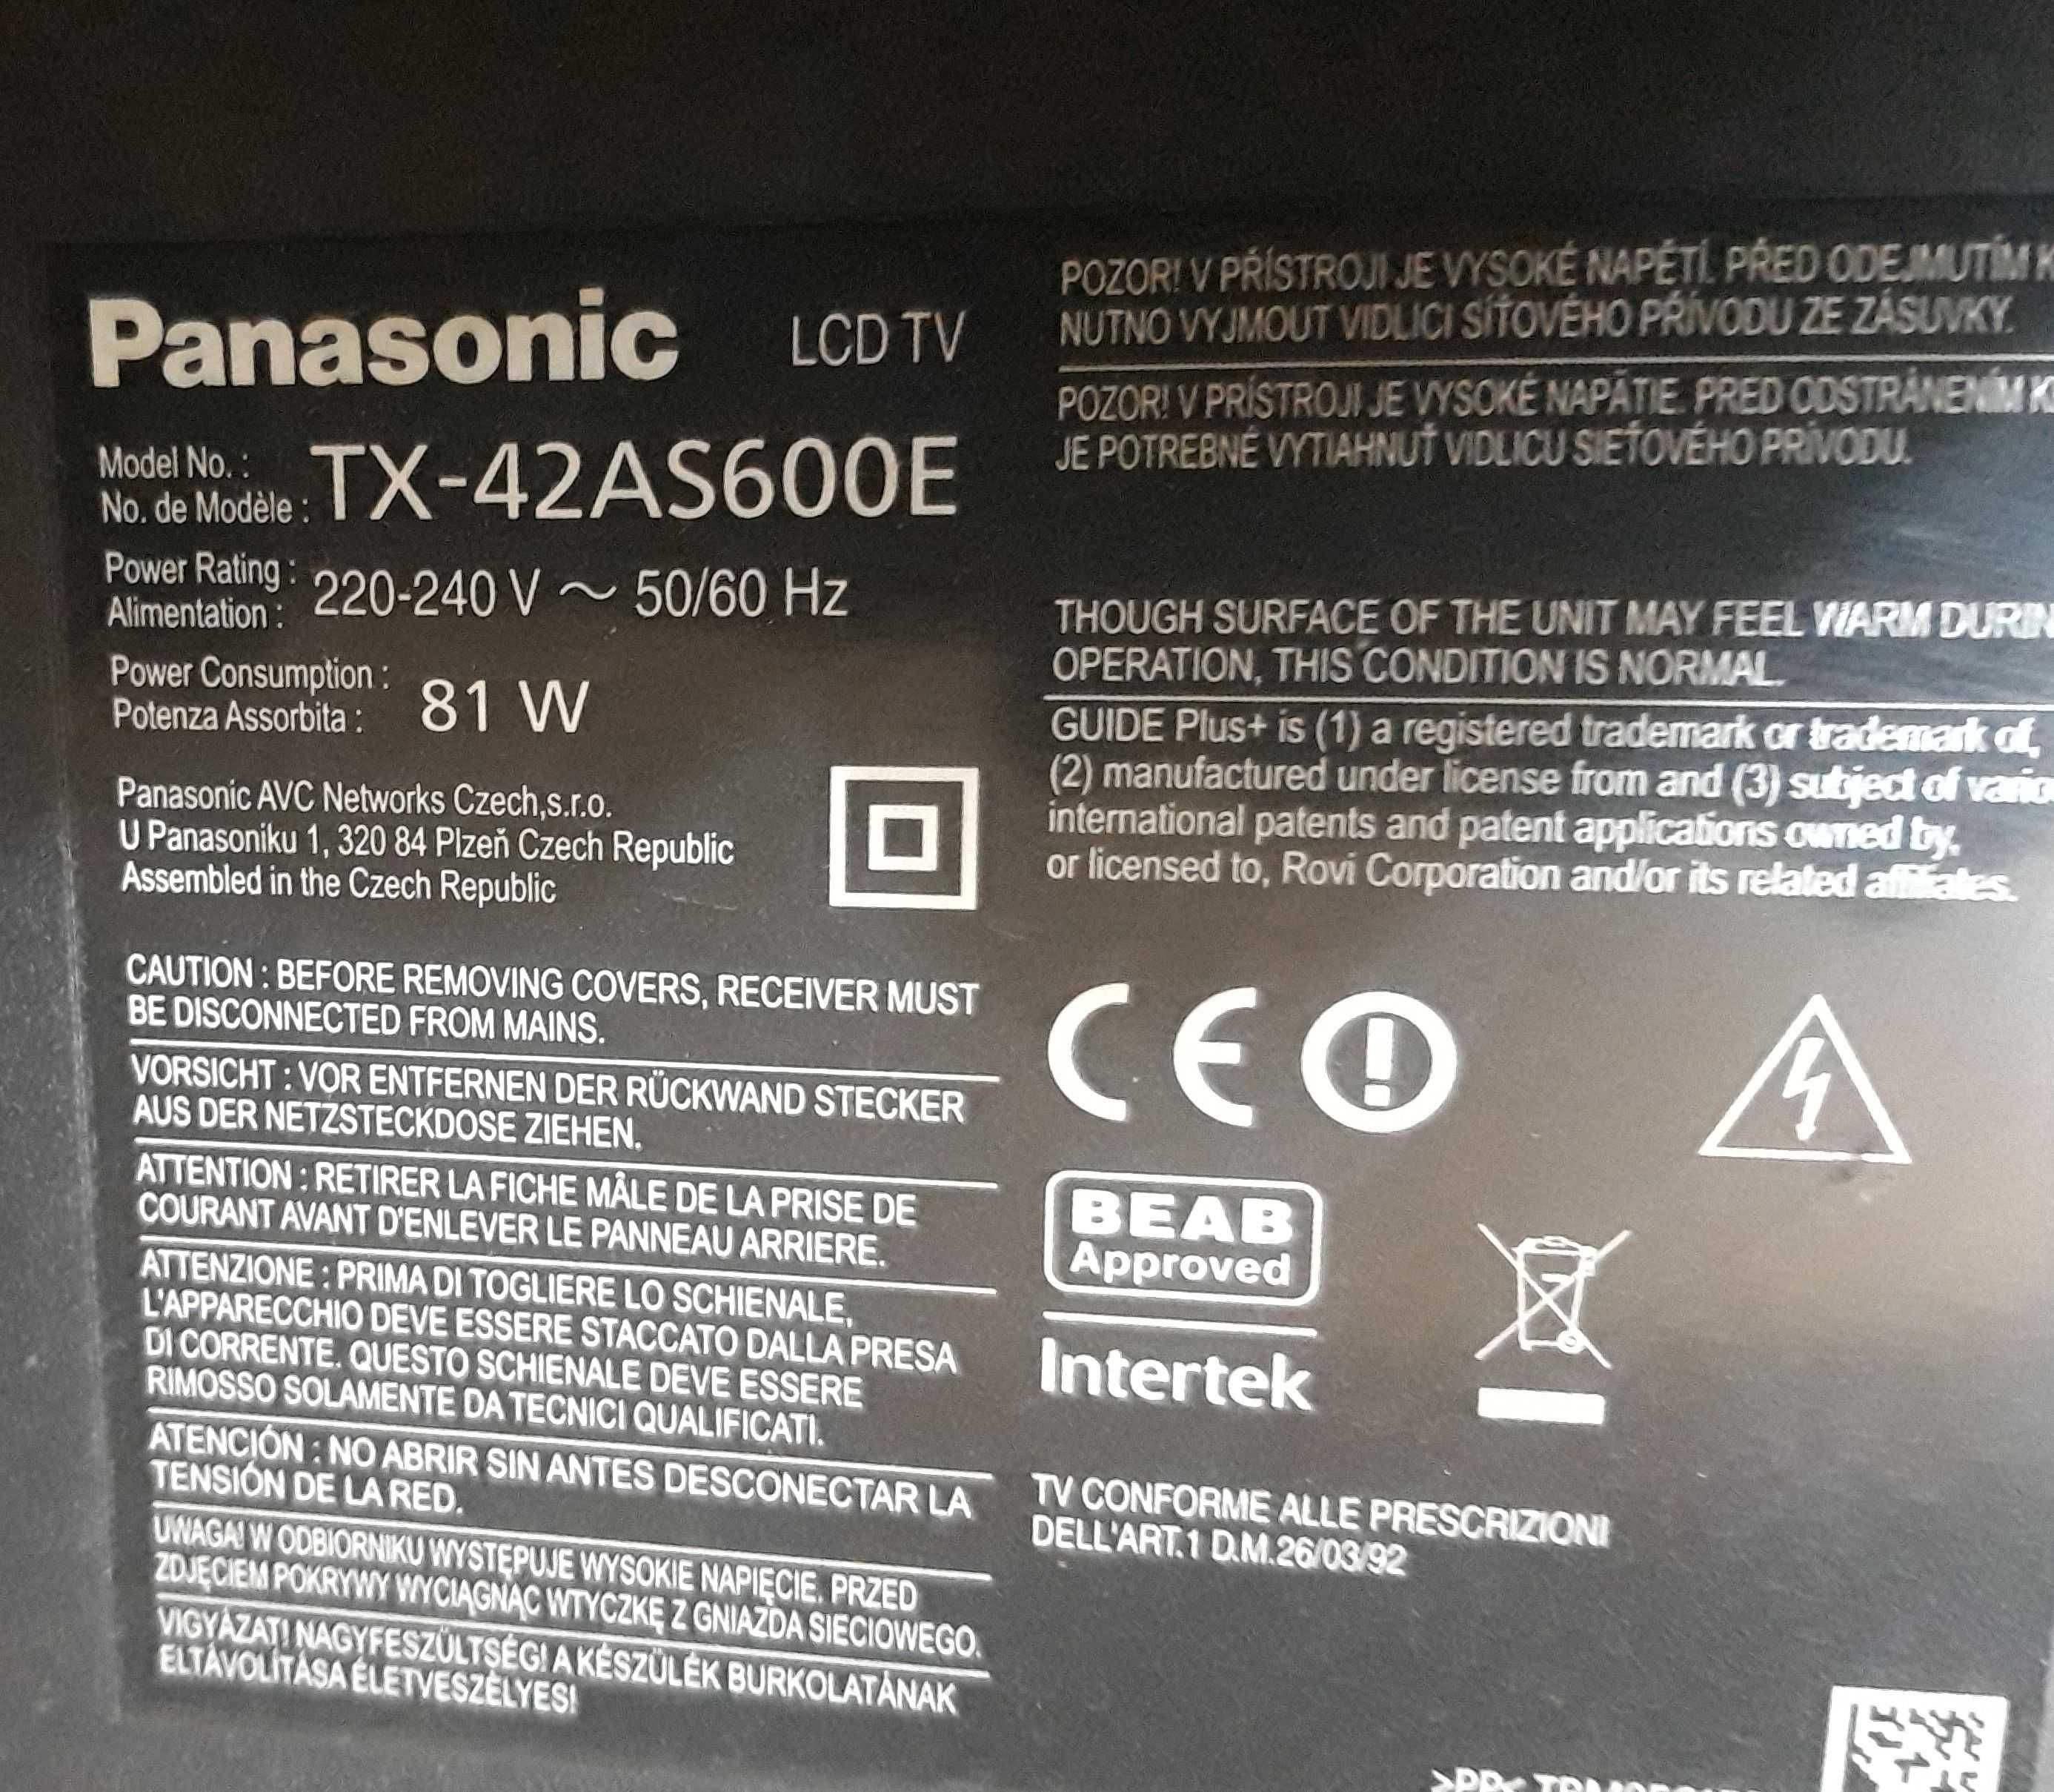 Panasonic LCD TV
Model No. :
No. de Modèle : TX-42AS600E
Power Rating :
Alimentation : 220-240 V ~ 50/60 Hz
Power Consumption :
Potenza Assorbita : 81 W
Panasonic AVC Networks Czech,s.r.o.
U Panasoniku 1, 320 84 Plzeň Czech Republic
Assembled in the Czech Republic
CAUTION : BEFORE REMOVING COVERS, RECEIVER MUST
BE DISCONNECTED FROM MAINS.
VORSICHT : VOR ENTFERNEN DER RÜCKWAND STECKER
AUS DER NETZSTECKDOSE ZIEHEN.
ATTENTION : RETIRER LA FICHE MÂLE DE LA PRISE DE
COURANT AVANT D'ENLEVER LE PANNEAU ARRIERE.
ATTENZIONE : PRIMA DI TOGLIERE LO SCHIENALE,
L'APPARECCHIO DEVE ESSERE STACCATO DALLA PRESA
DI CORRENTE. QUESTO SCHIENALE DEVE ESSERE
RIMOSSO SOLAMENTE DA TECNICI QUALIFICATI.
ATENCIÓN : NO ABRIR SIN ANTES DESCONECTAR LA
TENSIÓN DE LA RED.
UWAGA! W ODBIORNIKU WYSTĘPUJE WYSOKIE NAPIĘCIE. PRZED
ZDJĘCIEM POKRYWY WYCIĄGNĄC WTYCZKĘ Z GNIAZDA SIECIOWEGO.
VIGYÁZAT! NAGYFESZÜLTSÉG! A KÉSZÜLÉK BURKOLATÁNAK
ELTÁVOLÍTÁSA ÉLETVESZÉLYES!
POZOR! V PŘÍSTROJI JE VYSOKÉ NAPĚTÍ. PŘED ODEJMUTÍM K
NUTNO VYJMOUT VIDLICI SÍŤOVÉHO PŘÍVODU ZE ZÁSUVKY.
POZOR! V PRÍSTROJI JE VYSOKÉ NAPÄTIE. PRED ODSTRÁNENÍM K
JE POTREBNÉ VYTIAHNUŤ VIDLICU SIEŤOVÉHO PRÍVODU.
THOUGH SURFACE OF THE UNIT MAY FEEL WARM DURIN
OPERATION, THIS CONDITION IS NORMAL.
GUIDE Plus+ is (1) a registered trademark or trademark of,
(2) manufactured under license from and (3) subject of vario
international patents and patent applications owned by,
or licensed to, Rovi Corporation and/or its related affiliates.
CE
BEAB
Approved
Intertek
TV CONFORME ALLE PRESCRIZIONI
DELL'ART.1 D.M.26/03/92
>PP<